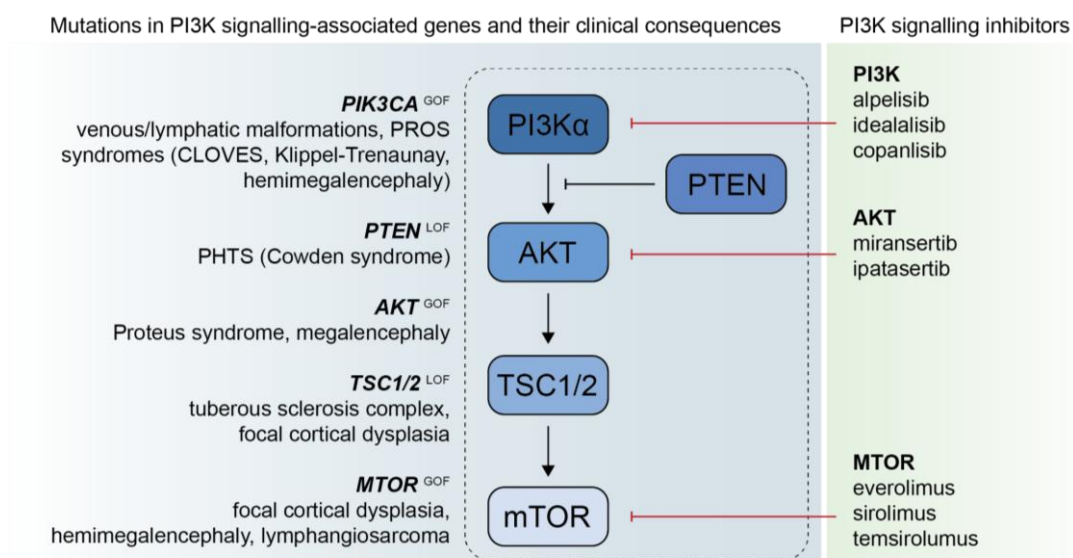 Mutations in PI3K signalling-associated genes and their clinical consequences
PI3K signalling inhibitors
PIK3CA GOF
venous/lymphatic malformations, PROS
syndromes (CLOVES, Klippel-Trenaunay,
hemimegalencephaly)
PTEN LOF
PHTS (Cowden syndrome)
AKT GOF
Proteus syndrome, megalencephaly
TSC1/2 LOF
tuberous sclerosis complex,
focal cortical dysplasia
MTOR GOF
focal cortical dysplasia,
hemimegalencephaly, lymphangiosarcoma
PI3Kα
PTEN
AKT
TSC1/2
mTOR
PI3K
alpelisib
idealalisib
copanlisib
AKT
miransertib
ipatasertib
MTOR
everolimus
sirolimus
temsirolumus